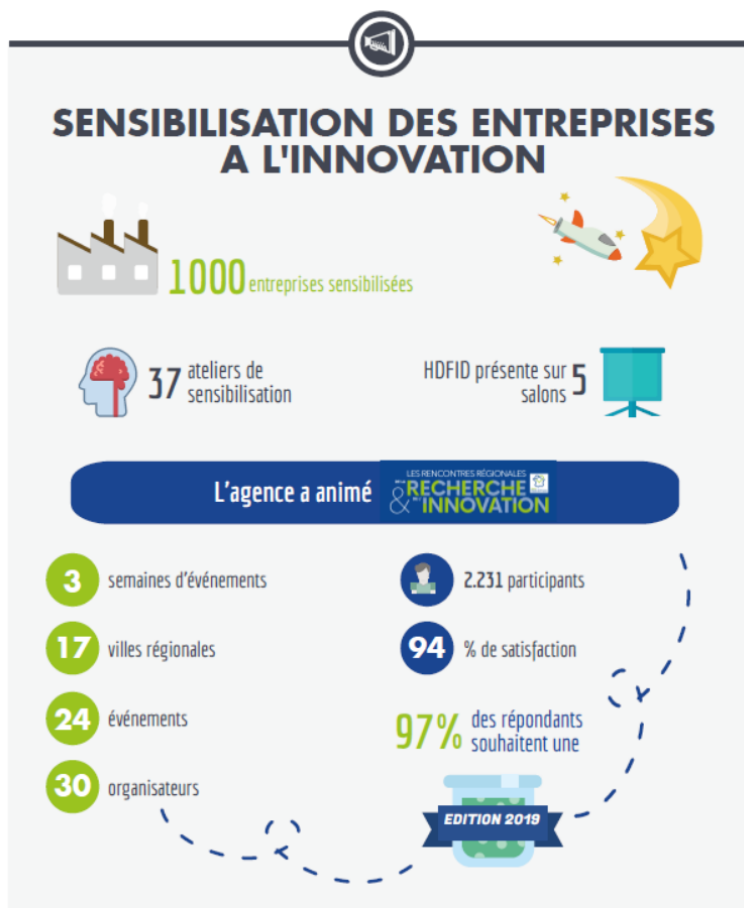 SENSIBILISATION DES ENTREPRISES
A L'INNOVATION
1000 entreprises sensibilisées
37 ateliers de
sensibilisation
HDFID présente sur 5
salons
L'agence a animé
LES RENCONTRES RÉGIONALES
RECHERCHE
& INNOVATION
3 semaines d'événements
17 villes régionales
24 événements
30 organisateurs
2.231 participants
94 % de satisfaction
97% des répondants
souhaitent une
EDITION 2019